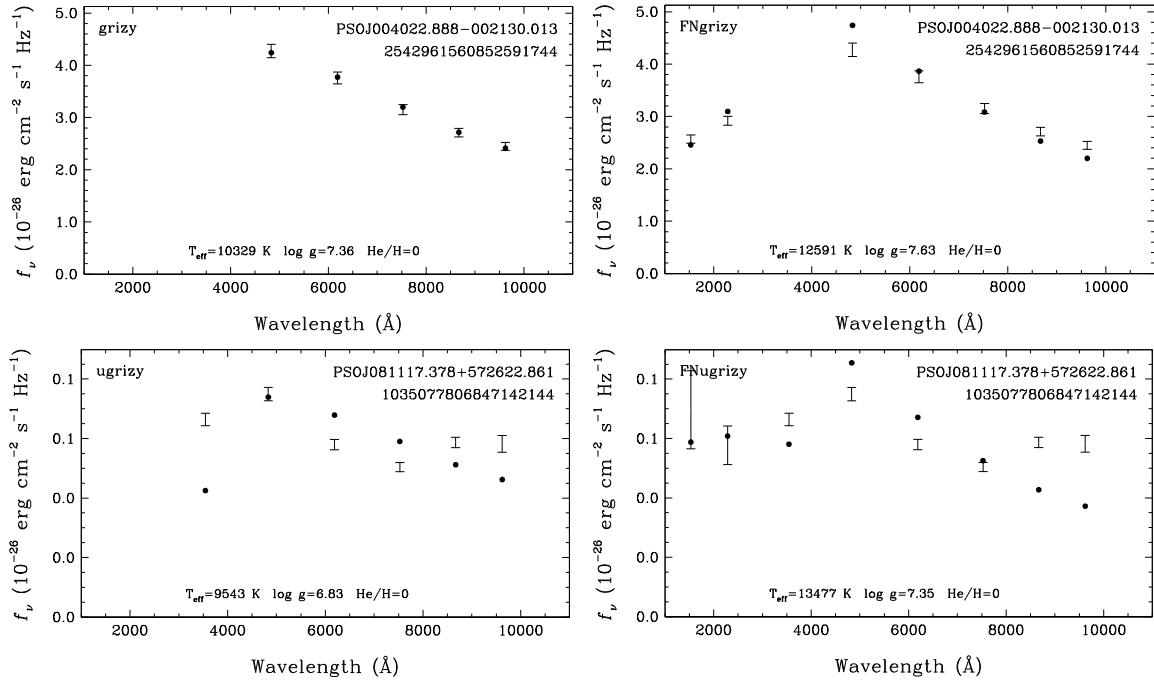 grizy
PSOJ004022.888−002130.013
2542961560852591744
5.0
4.0
3.0
2.0
1.0
0.0
f_ν (10⁻²⁶ erg cm⁻² s⁻¹ Hz⁻¹)
T_eff=10329 K log g=7.36 He/H=0
2000 4000 6000 8000 10000
Wavelength (Å)
FNgrizy
PSOJ004022.888−002130.013
2542961560852591744
5.0
4.0
3.0
2.0
1.0
0.0
f_ν (10⁻²⁶ erg cm⁻² s⁻¹ Hz⁻¹)
T_eff=12591 K log g=7.63 He/H=0
2000 4000 6000 8000 10000
Wavelength (Å)
ugrizy
PSOJ081117.378+572622.861
1035077806847142144
0.1
0.1
0.0
0.0
0.0
f_ν (10⁻²⁶ erg cm⁻² s⁻¹ Hz⁻¹)
T_eff=9543 K log g=6.83 He/H=0
2000 4000 6000 8000 10000
Wavelength (Å)
FNugrizy
PSOJ081117.378+572622.861
1035077806847142144
0.1
0.1
0.0
0.0
0.0
f_ν (10⁻²⁶ erg cm⁻² s⁻¹ Hz⁻¹)
T_eff=13477 K log g=7.35 He/H=0
2000 4000 6000 8000 10000
Wavelength (Å)